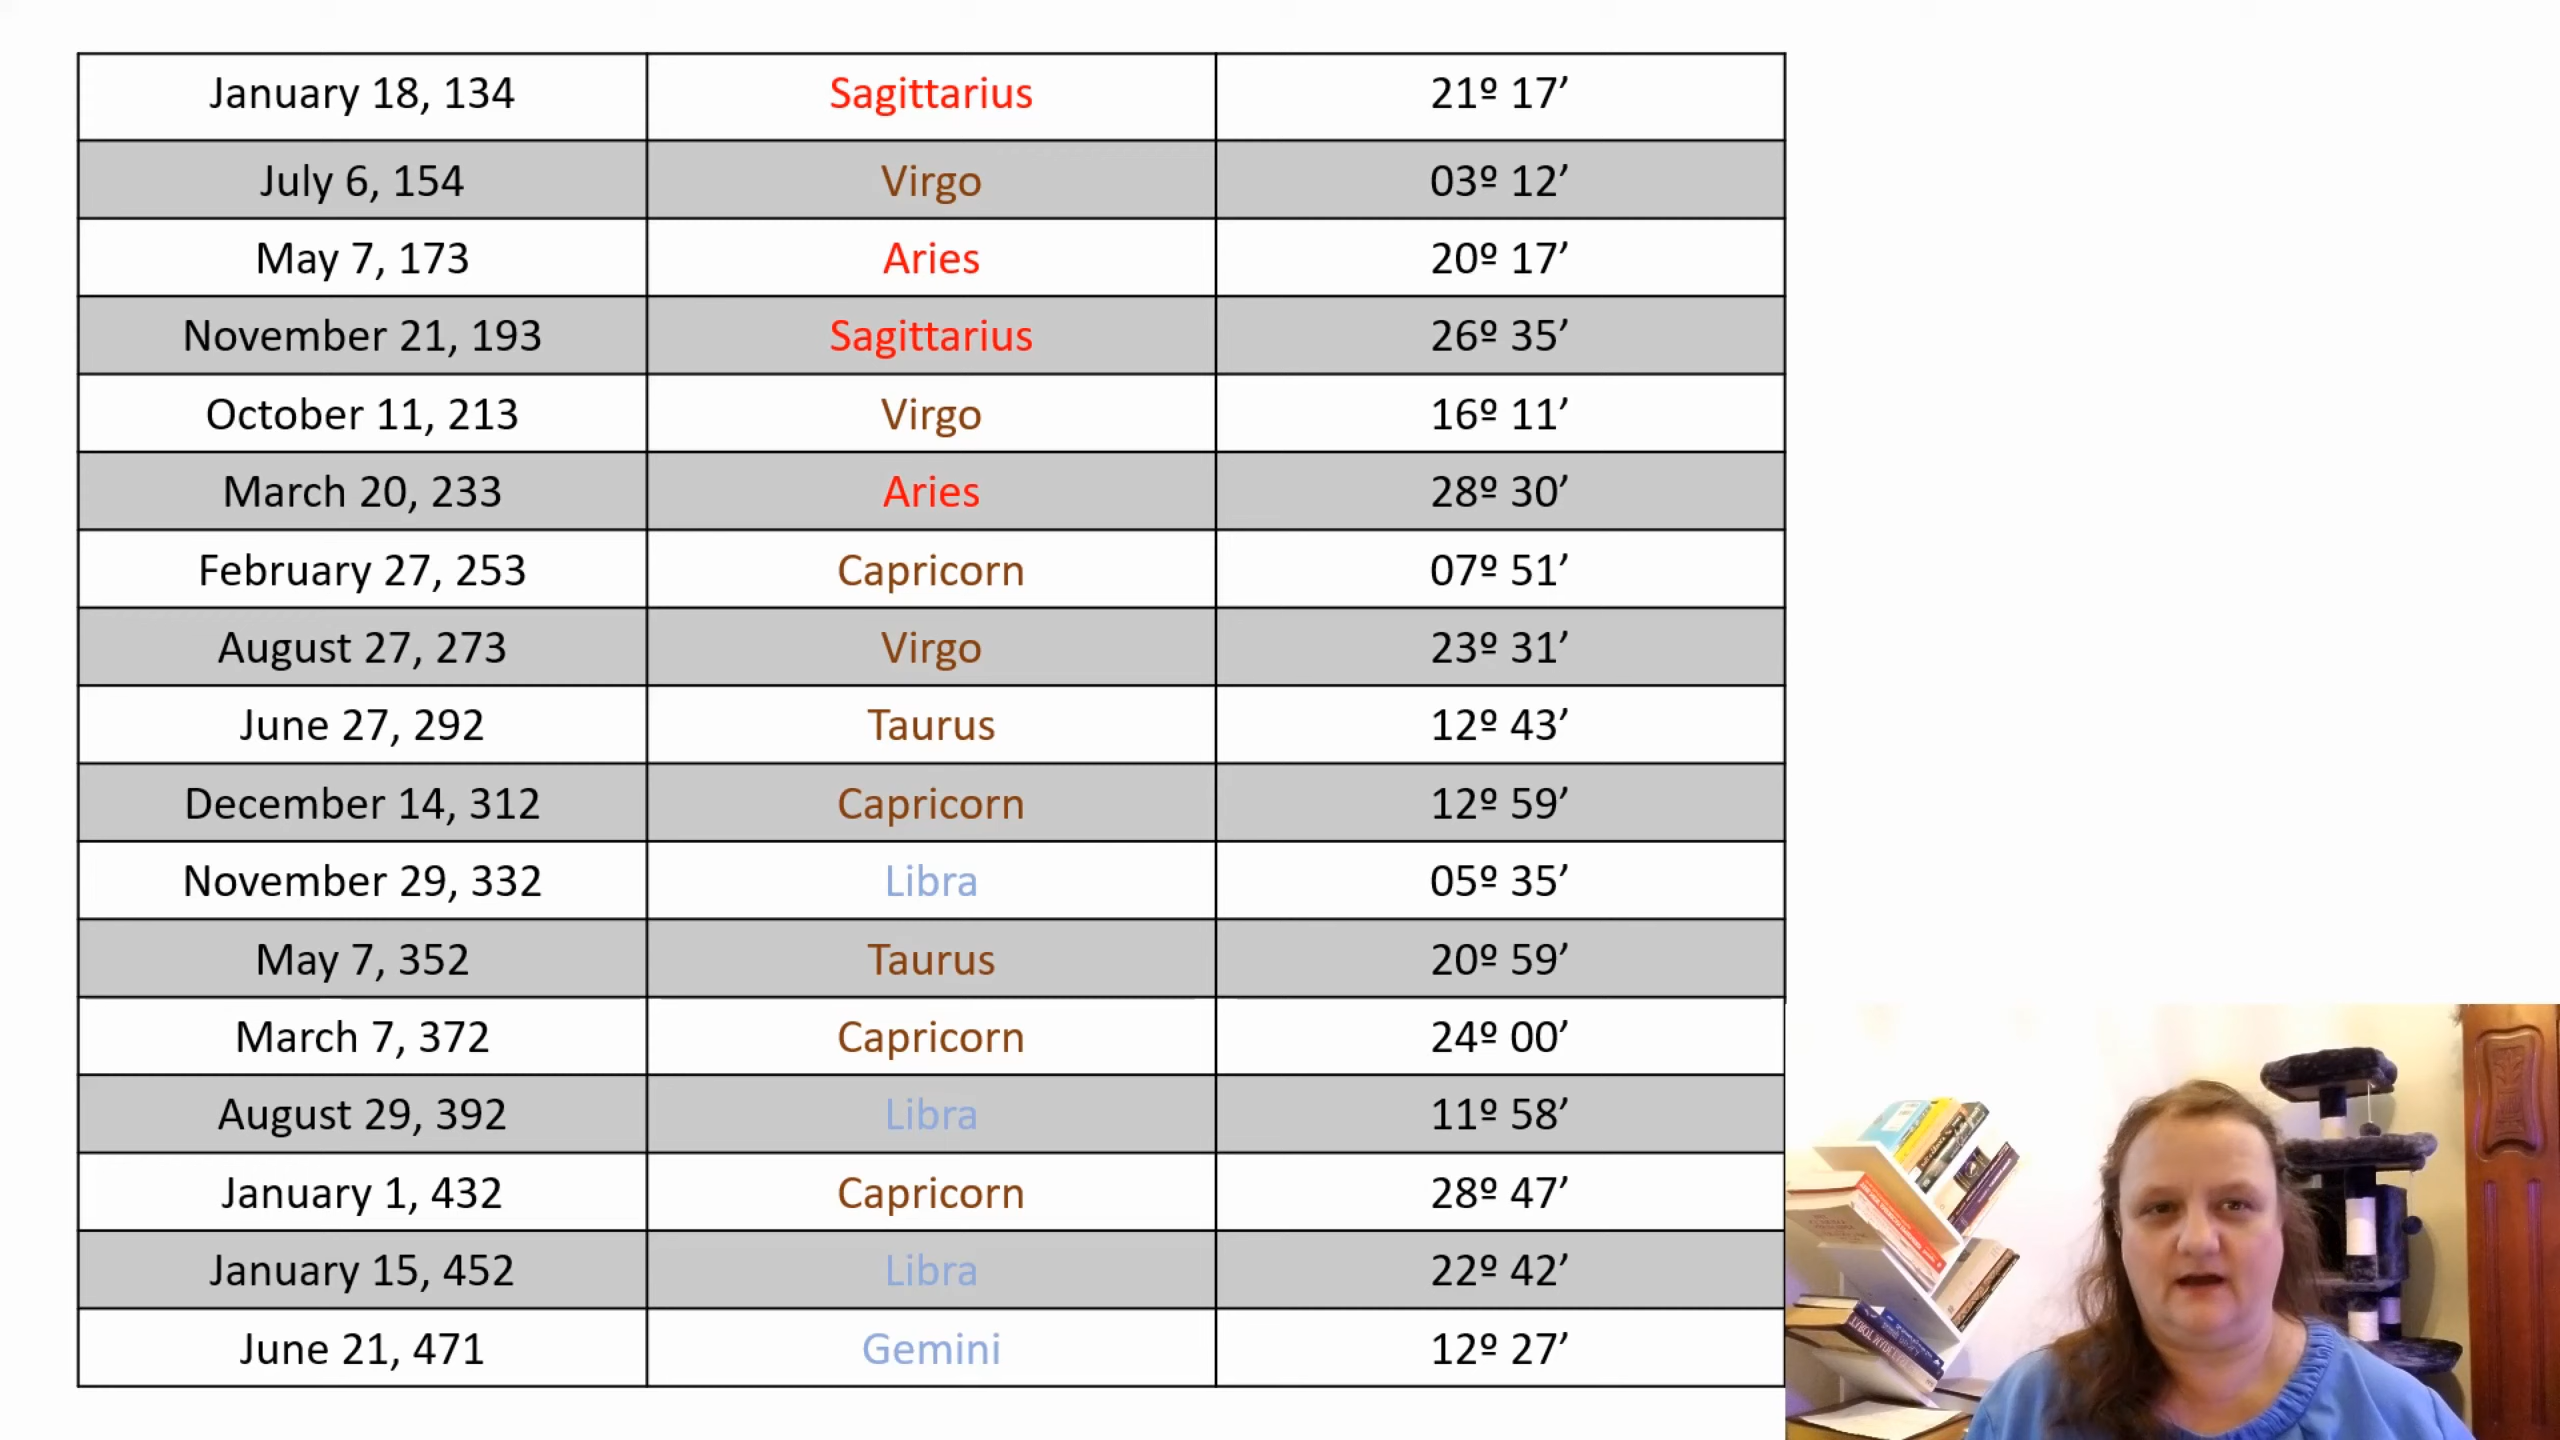 January 18, 134 Sagittarius 21º 17’
July 6, 154 Virgo 03º 12’
May 7, 173 Aries 20º 17’
November 21, 193 Sagittarius 26º 35’
October 11, 213 Virgo 16º 11’
March 20, 233 Aries 28º 30’
February 27, 253 Capricorn 07º 51’
August 27, 273 Virgo 23º 31’
June 27, 292 Taurus 12º 43’
December 14, 312 Capricorn 12º 59’
November 29, 332 Libra 05º 35’
May 7, 352 Taurus 20º 59’
March 7, 372 Capricorn 24º 00’
August 29, 392 Libra 11º 58’
January 1, 432 Capricorn 28º 47’
January 15, 452 Libra 22º 42’
June 21, 471 Gemini 12º 27’